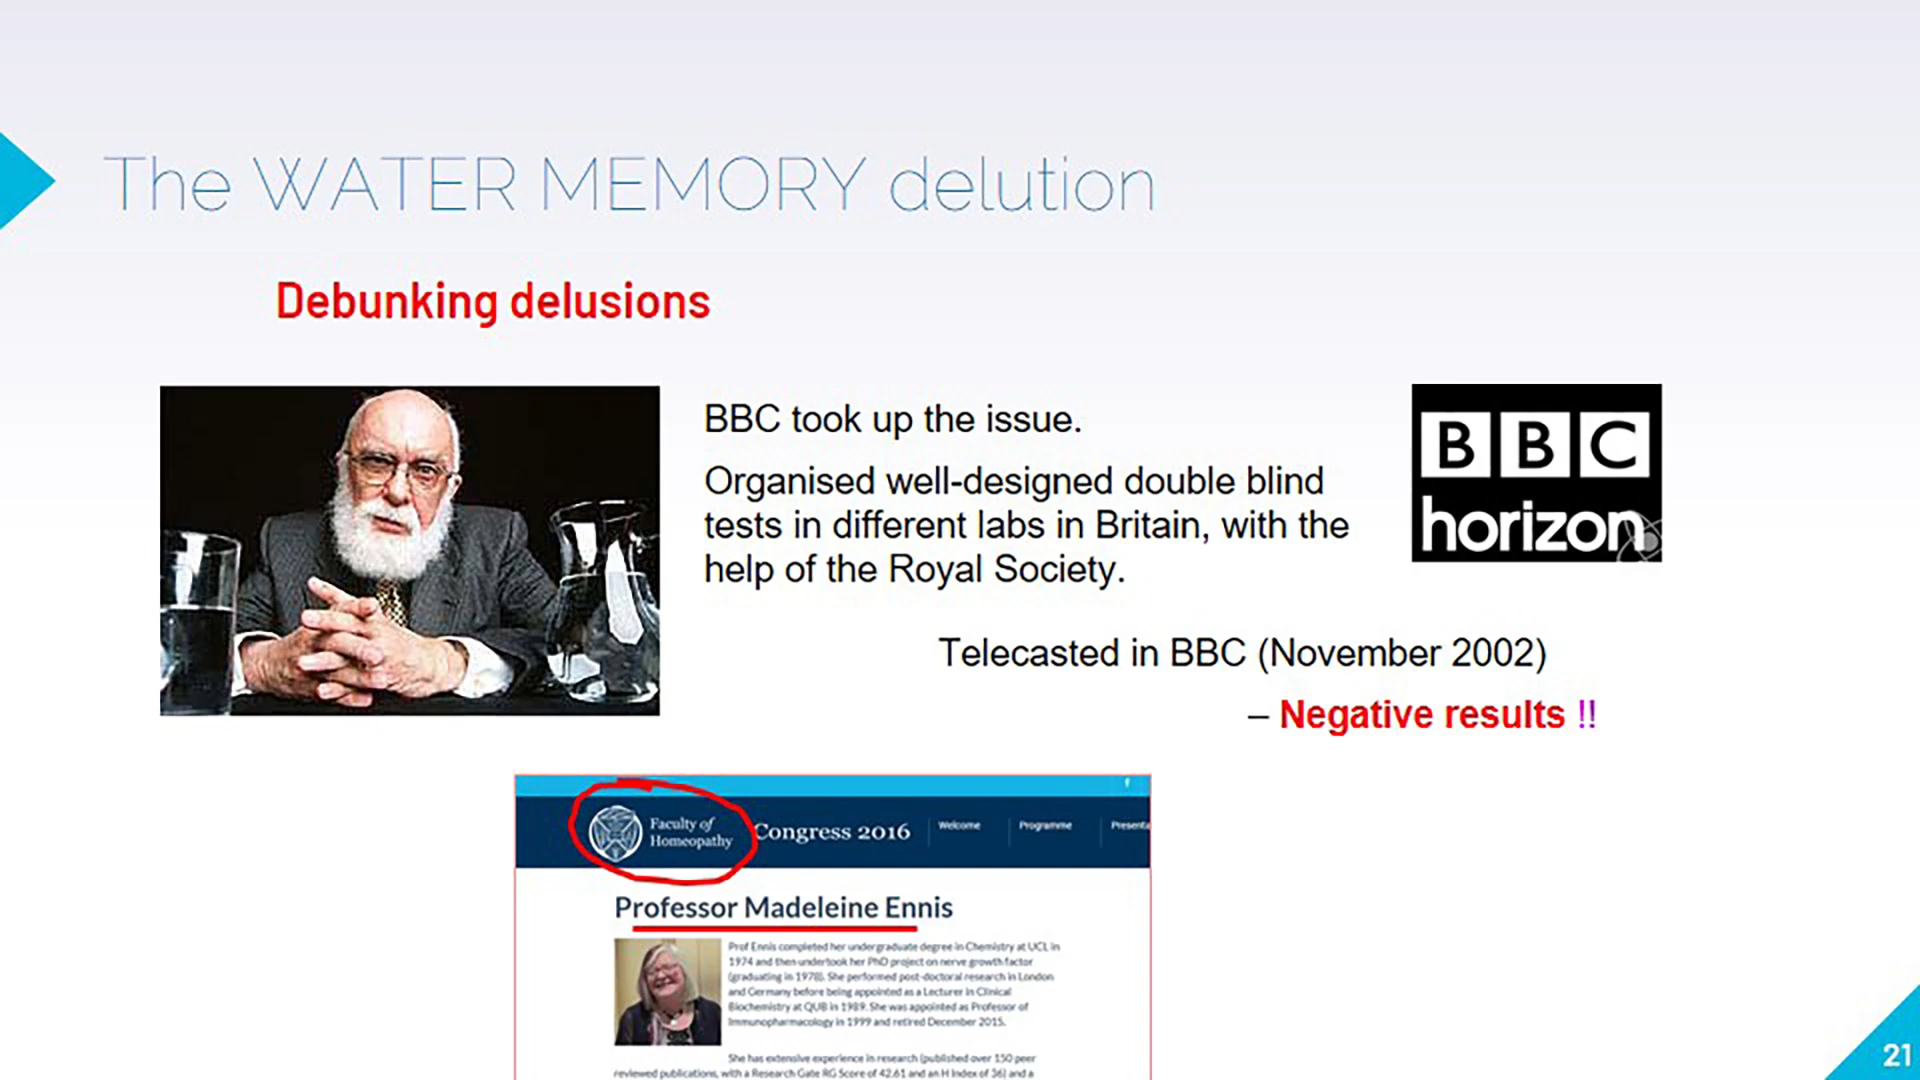 The WATER MEMORY delution
Debunking delusions
BBC took up the issue.
Organised well-designed double blind
tests in different labs in Britain, with the
help of the Royal Society.
BBC
horizon
Telecasted in BBC (November 2002)
– Negative results !!
f
Faculty of
Homeopathy
Congress 2016
Welcome
Programme
Presenta
Professor Madeleine Ennis
Prof Ennis completed her undergraduate degree in Chemistry at UCL in
1974 and then undertook her PhD project on nerve growth factor
(graduating in 1978). She performed post-doctoral research in London
and Germany before being appointed as a Lecturer in Clinical
Biochemistry at QUB in 1989. She was appointed as Professor of
Immunopharmacology in 1999 and retired December 2015.
She has extensive experience in research (published over 150 peer
reviewed publications, with a Research Gate RG Score of 42.61 and an H Index of 36) and a
21